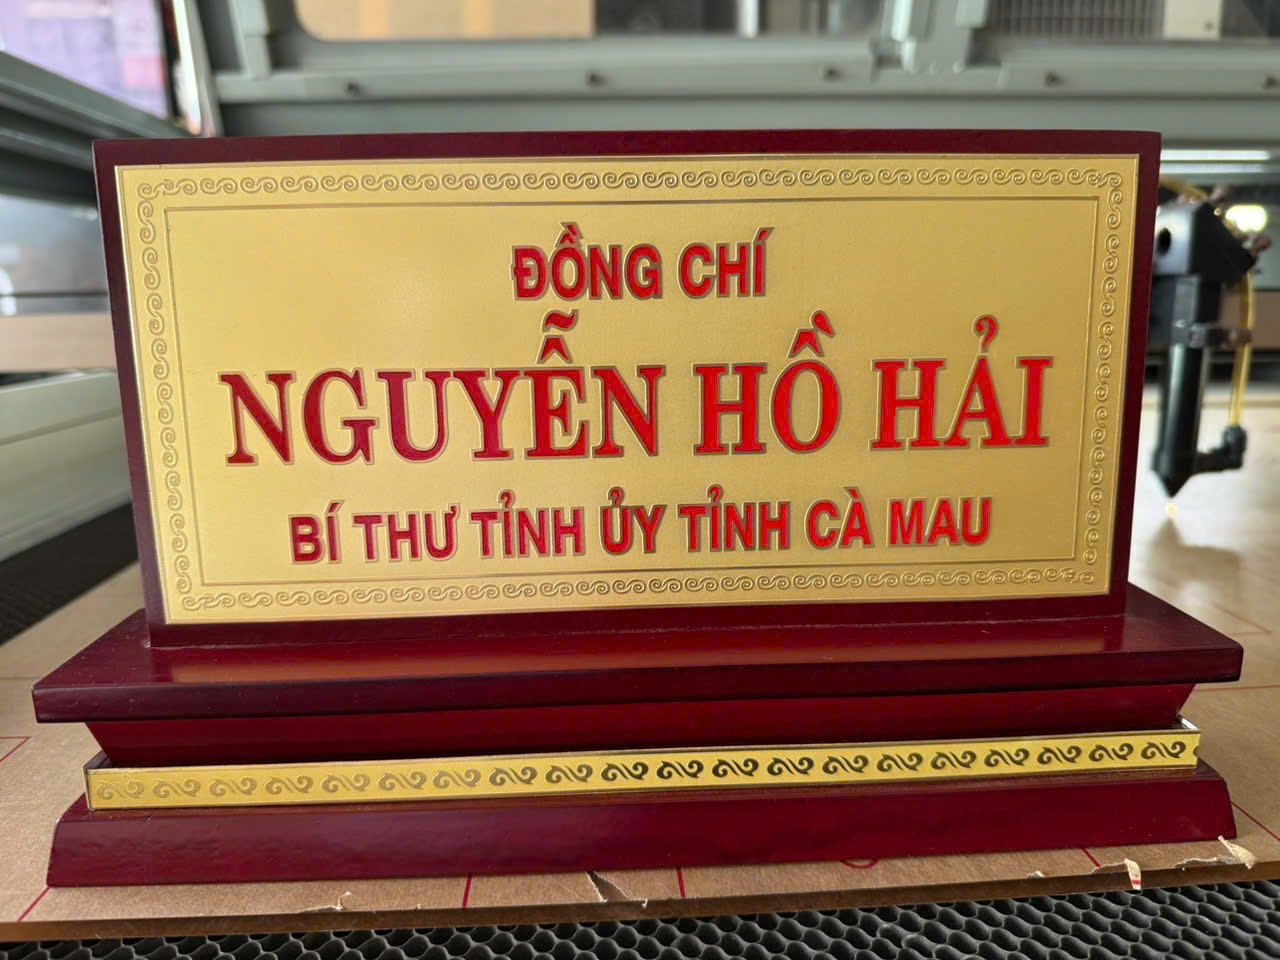 ĐỒNG CHÍ
NGUYỄN HỒ HẢI
BÍ THƯ TỈNH ỦY TỈNH CÀ MAU